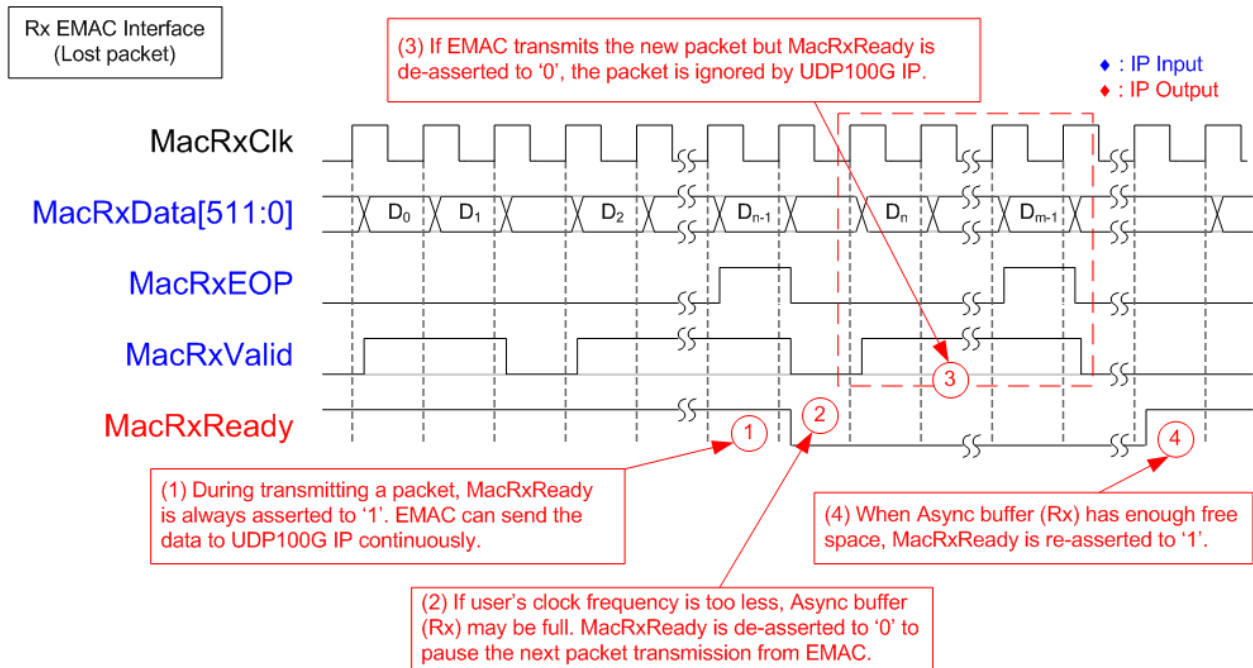 Rx EMAC Interface
(Lost packet)
(3) If EMAC transmits the new packet but MacRxReady is
de-asserted to ‘0’, the packet is ignored by UDP100G IP.
♦ : IP Input
♦ : IP Output
MacRxClk
MacRxData[511:0]
D0 D1 D2 Dn-1 Dn Dm-1
MacRxEOP
MacRxValid
3
MacRxReady
1
2
4
(1) During transmitting a packet, MacRxReady
is always asserted to ‘1’. EMAC can send the
data to UDP100G IP continuously.
(4) When Async buffer (Rx) has enough free
space, MacRxReady is re-asserted to ‘1’.
(2) If user’s clock frequency is too less, Async buffer
(Rx) may be full. MacRxReady is de-asserted to ‘0’ to
pause the next packet transmission from EMAC.